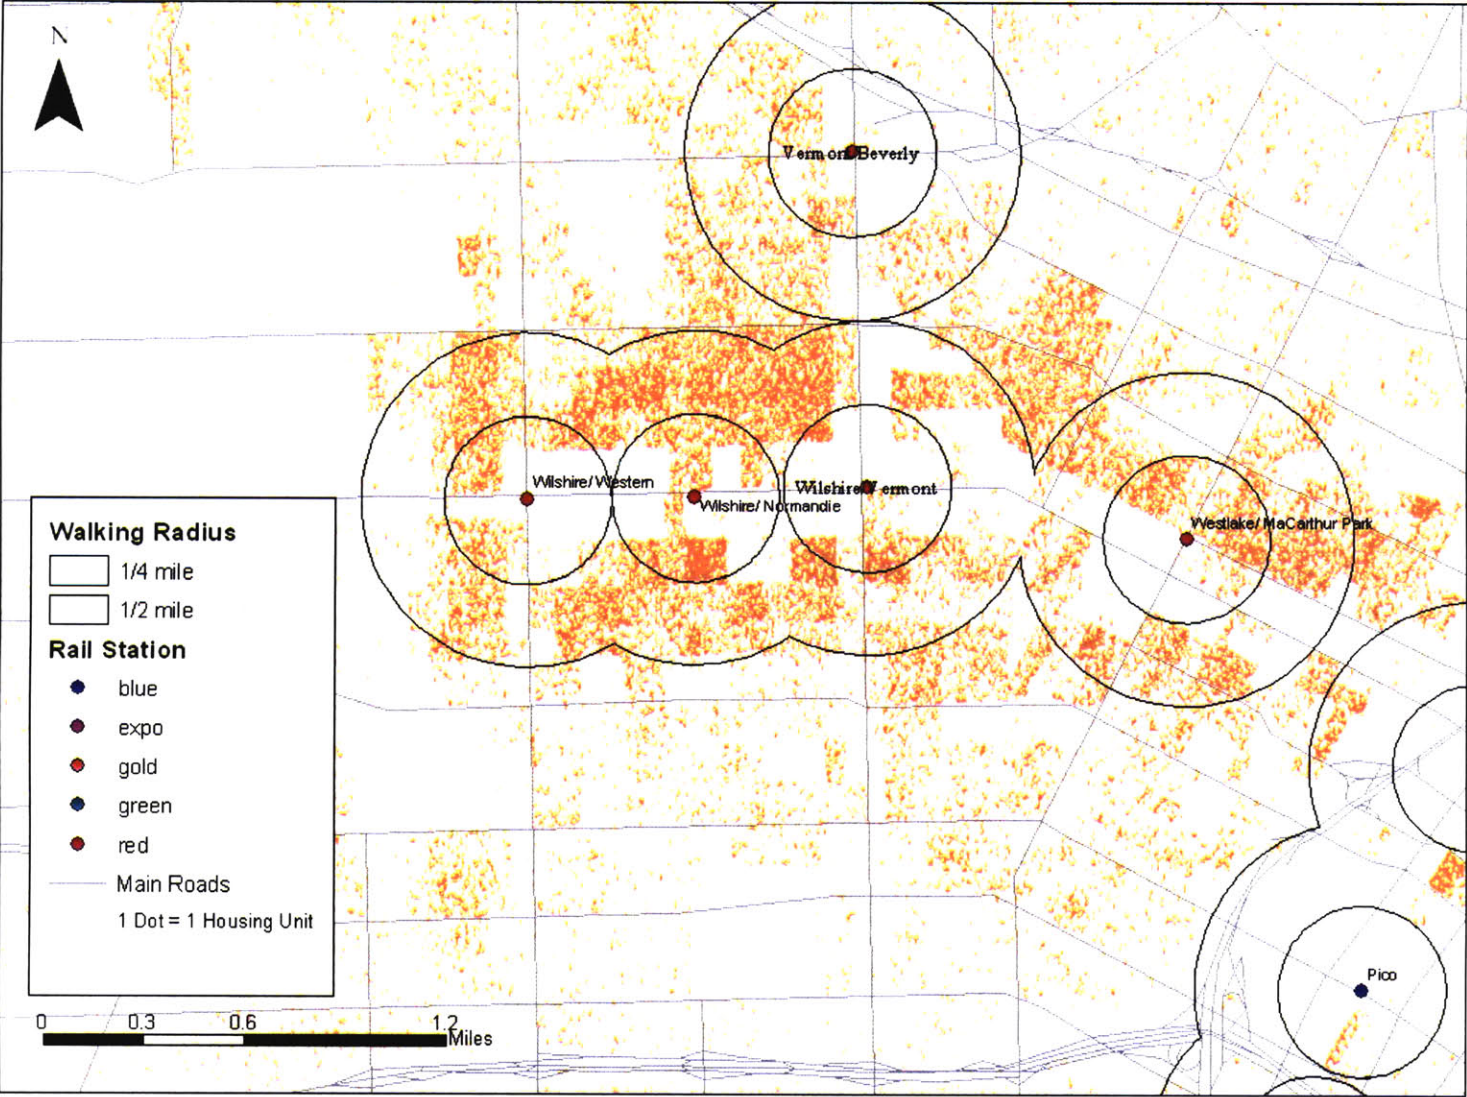 N
Vermont/Beverly
Wilshire/Western
Wilshire/Normandie
Wilshire/Vermont
Westlake/MaCarthur Park
Pico
Walking Radius
1/4 mile
1/2 mile
Rail Station
blue
expo
gold
green
red
Main Roads
1 Dot = 1 Housing Unit
0 0.3 0.6 1.2
Miles